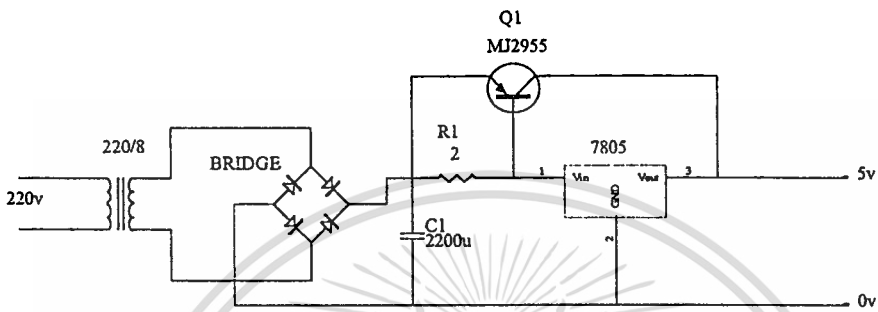 Q1
MJ2955
R1
2
7805
220/8
BRIDGE
1
Vin
Vout
3
GND
2
5v
220v
C1
2200u
0v